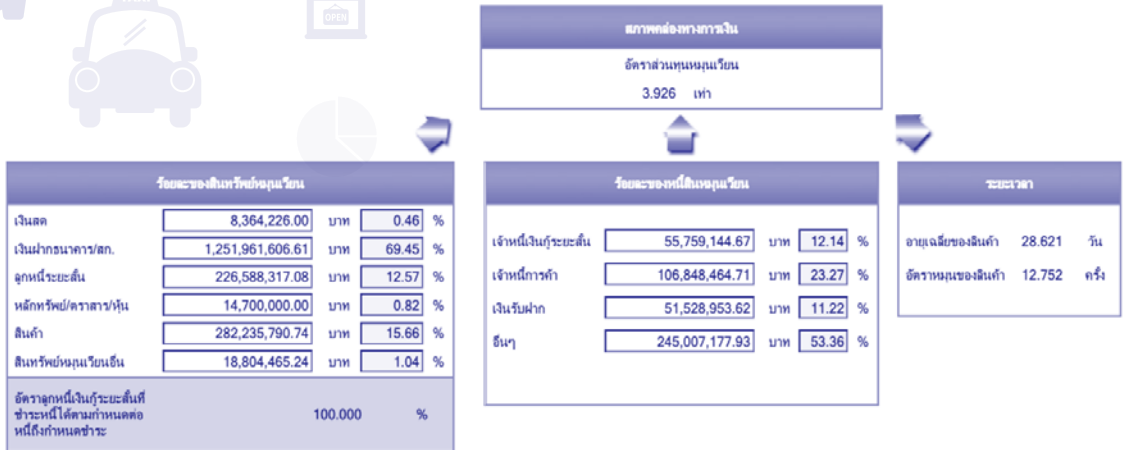 TAXI
OPEN
สภาพคล่องทางการเงิน
อัตราส่วนทุนหมุนเวียน
3.926 เท่า
ร้อยละของสินทรัพย์หมุนเวียน
เงินสด 8,364,226.00 บาท 0.46 %
เงินฝากธนาคาร/สก. 1,251,961,606.61 บาท 69.45 %
ลูกหนี้ระยะสั้น 226,588,317.08 บาท 12.57 %
หลักทรัพย์/ตราสาร/หุ้น 14,700,000.00 บาท 0.82 %
สินค้า 282,235,790.74 บาท 15.66 %
สินทรัพย์หมุนเวียนอื่น 18,804,465.24 บาท 1.04 %
อัตราลูกหนี้เงินกู้ระยะสั้นที่
ชำระหนี้ได้ตามกำหนดต่อ 100.000 %
หนี้ถึงกำหนดชำระ
ร้อยละของหนี้สินหมุนเวียน
เจ้าหนี้เงินกู้ระยะสั้น 55,759,144.67 บาท 12.14 %
เจ้าหนี้การค้า 106,848,464.71 บาท 23.27 %
เงินรับฝาก 51,528,953.62 บาท 11.22 %
อื่นๆ 245,007,177.93 บาท 53.36 %
ระยะเวลา
อายุเฉลี่ยของสินค้า 28.621 วัน
อัตราหมุนของสินค้า 12.752 ครั้ง